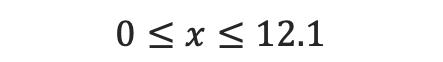 0 ≤ 𝑥 ≤ 12.1